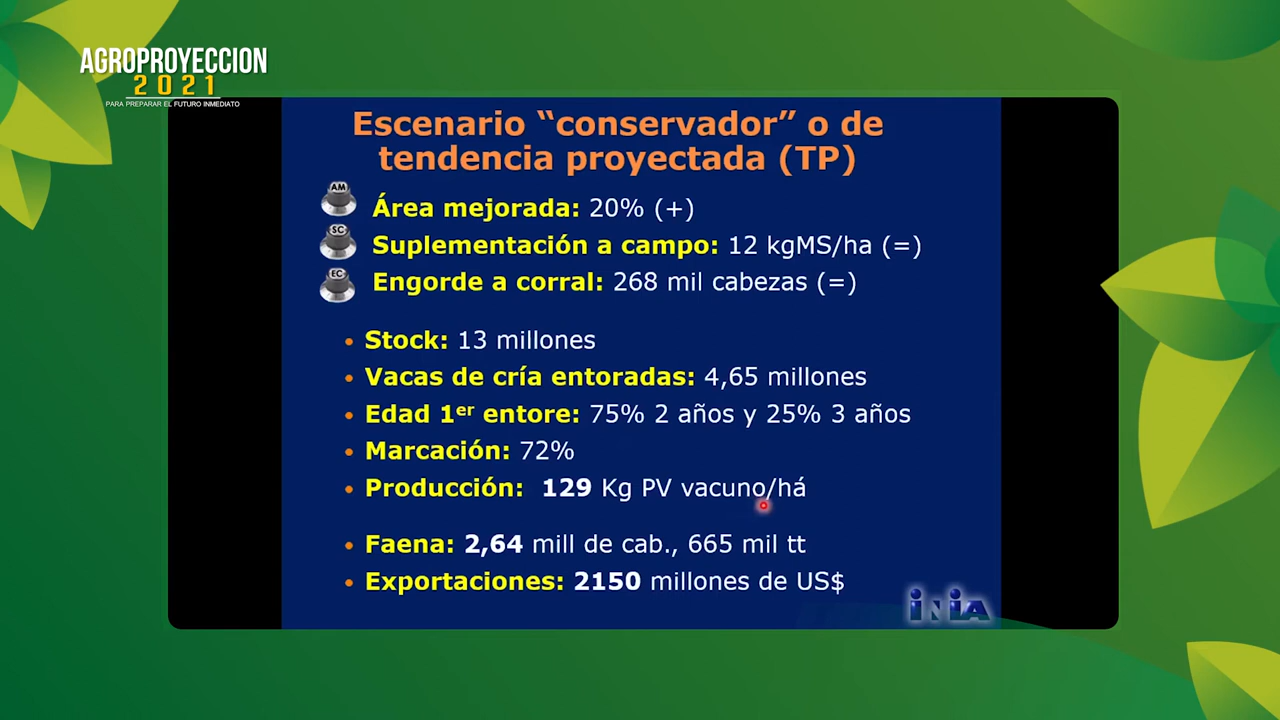 AGROPROYECCION
2021
PARA PREPARAR EL FUTURO INMEDIATO
Escenario “conservador” o de
tendencia proyectada (TP)
AM
Área mejorada: 20% (+)
SC
Suplementación a campo: 12 kgMS/ha (=)
EC
Engorde a corral: 268 mil cabezas (=)
• Stock: 13 millones
• Vacas de cría entoradas: 4,65 millones
• Edad 1er entore: 75% 2 años y 25% 3 años
• Marcación: 72%
• Producción: 129 Kg PV vacuno/há
• Faena: 2,64 mill de cab., 665 mil tt
• Exportaciones: 2150 millones de US$
iNiA